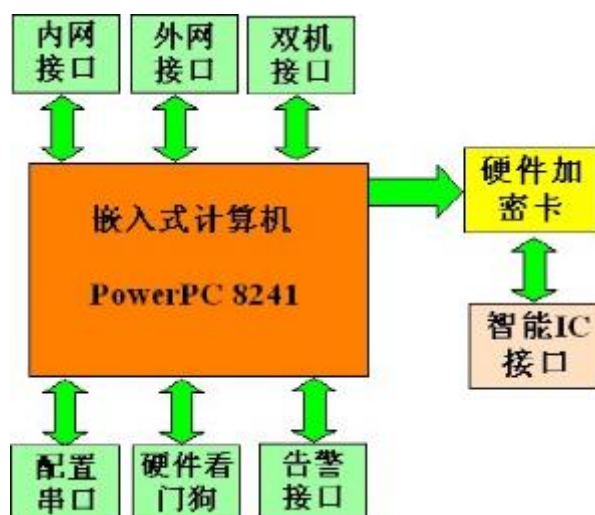 内网
接口
外网
接口
双机
接口
嵌入式计算机
PowerPC 8241
硬件加
密卡
智能IC
接口
配置
串口
硬件看
门狗
告警
接口